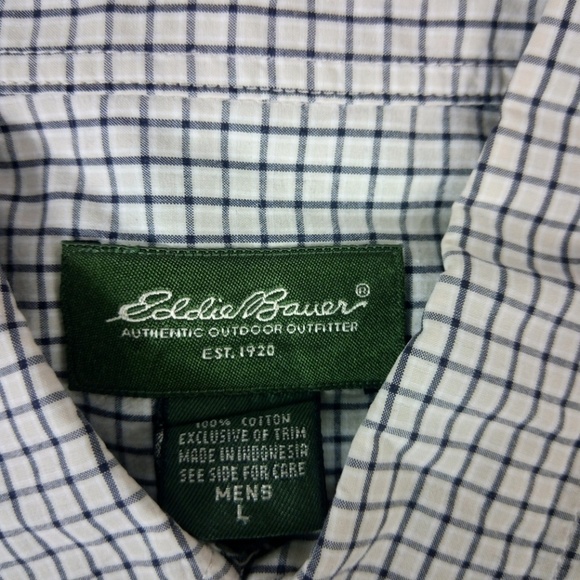 Eddie Bauer®
AUTHENTIC OUTDOOR OUTFITTER
EST. 1920
100% COTTON
EXCLUSIVE OF TRIM
MADE IN INDONESIA
SEE SIDE FOR CARE
MENS
L